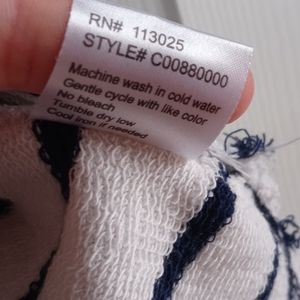 RN# 113025
STYLE# C00880000
Machine wash in cold water
Gentle cycle with like color
No bleach
Tumble dry low
Cool iron if needed